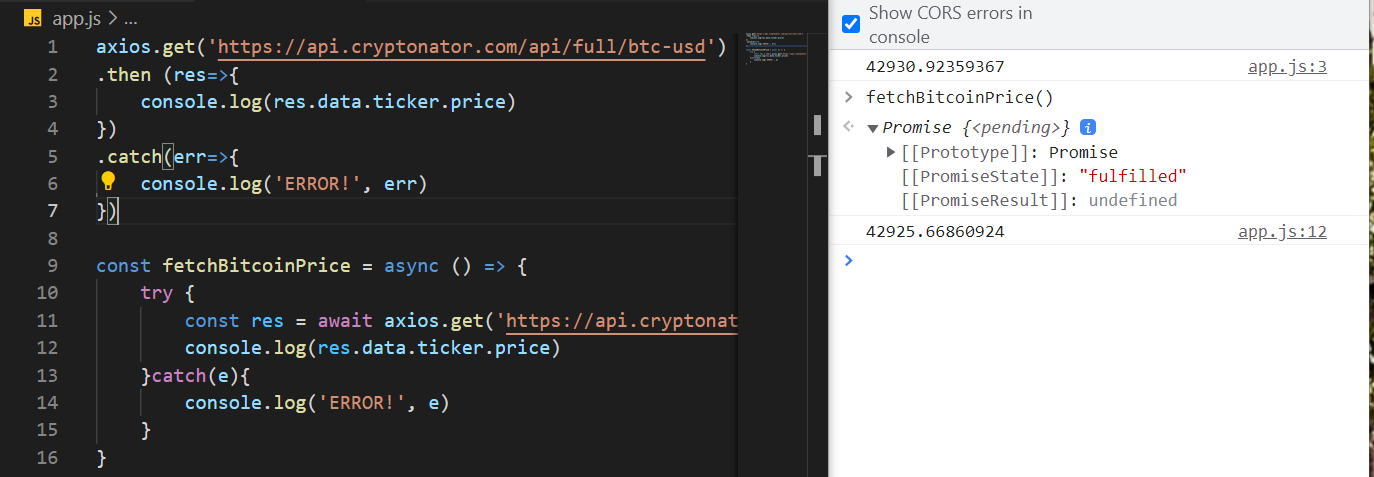 JS app.js > ...
1 axios.get('https://api.cryptonator.com/api/full/btc-usd')
2 .then (res=>{
3 console.log(res.data.ticker.price)
4 })
5 .catch(err=>{
6 console.log('ERROR!', err)
7 })
8
9 const fetchBitcoinPrice = async () => {
10 try {
11 const res = await axios.get('https://api.cryptonat
12 console.log(res.data.ticker.price)
13 }catch(e){
14 console.log('ERROR!', e)
15 }
16 }
Show CORS errors in
console
42930.92359367 app.js:3
> fetchBitcoinPrice()
Promise {<pending>} i
[[Prototype]]: Promise
[[PromiseState]]: "fulfilled"
[[PromiseResult]]: undefined
42925.66860924 app.js:12
>